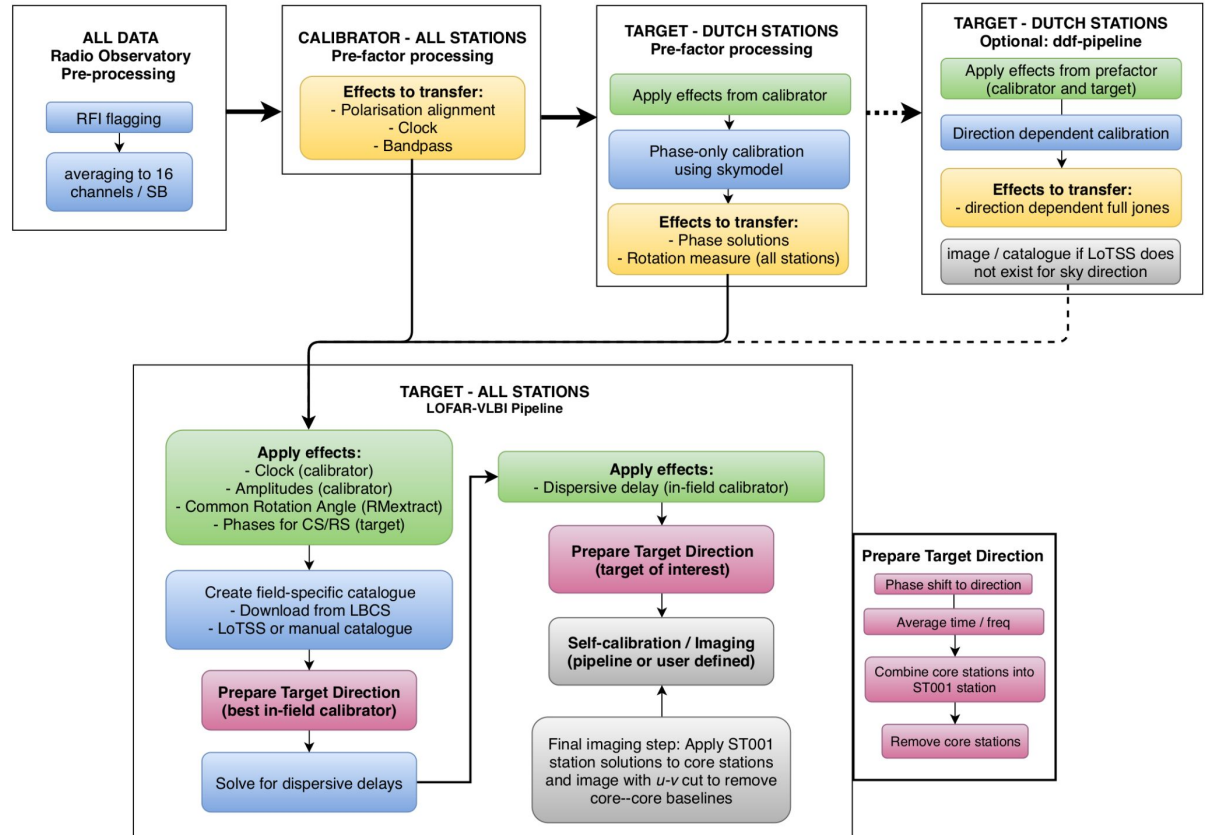 ALL DATA
Radio Observatory
Pre-processing
RFI flagging
averaging to 16
channels / SB
CALIBRATOR - ALL STATIONS
Pre-factor processing
Effects to transfer:
- Polarisation alignment
- Clock
- Bandpass
TARGET - DUTCH STATIONS
Pre-factor processing
Apply effects from calibrator
Phase-only calibration
using skymodel
Effects to transfer:
- Phase solutions
- Rotation measure (all stations)
TARGET - DUTCH STATIONS
Optional: ddf-pipeline
Apply effects from prefactor
(calibrator and target)
Direction dependent calibration
Effects to transfer:
- direction dependent full jones
image / catalogue if LoTSS does
not exist for sky direction
TARGET - ALL STATIONS
LOFAR-VLBI Pipeline
Apply effects:
- Clock (calibrator)
- Amplitudes (calibrator)
- Common Rotation Angle (RMextract)
- Phases for CS/RS (target)
Create field-specific catalogue
- Download from LBCS
- LoTSS or manual catalogue
Prepare Target Direction
(best in-field calibrator)
Solve for dispersive delays
Apply effects:
- Dispersive delay (in-field calibrator)
Prepare Target Direction
(target of interest)
Self-calibration / Imaging
(pipeline or user defined)
Final imaging step: Apply ST001
station solutions to core stations
and image with u-v cut to remove
core--core baselines
Prepare Target Direction
Phase shift to direction
Average time / freq
Combine core stations into
ST001 station
Remove core stations